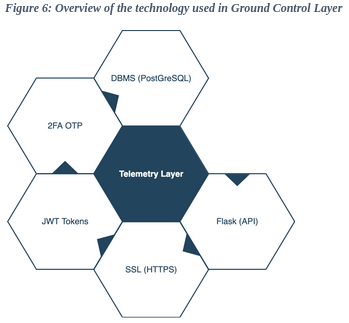 Figure 6: Overview of the technology used in Ground Control Layer
DBMS (PostGreSQL)
2FA OTP
Telemetry Layer
JWT Tokens
Flask (API)
SSL (HTTPS)